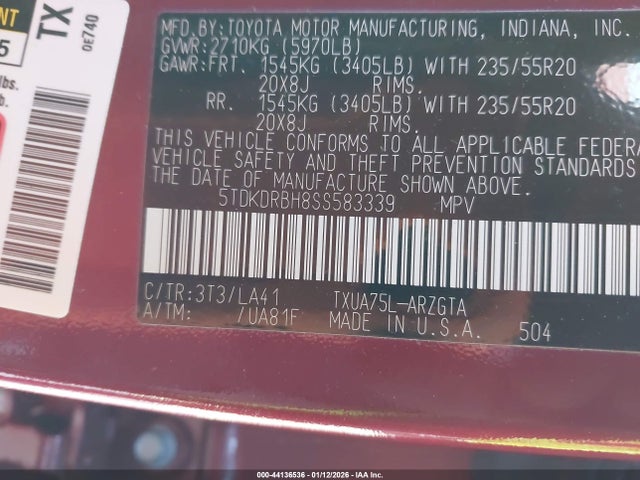 TX
0E740
5
lbs.
b.
MFD.BY:TOYOTA MOTOR MANUFACTURING, INDIANA, INC.
GVWR:2710KG (5970LB)
GAWR:FRT. 1545KG (3405LB) WITH 235/55R20
20X8J RIMS.
RR. 1545KG (3405LB) WITH 235/55R20
20X8J RIMS.
THIS VEHICLE CONFORMS TO ALL APPLICABLE FEDERA
VEHICLE SAFETY AND THEFT PREVENTION STANDARDS
THE DATE OF MANUFACTURE SHOWN ABOVE.
5TDKDRBH8SS583339 MPV
C/TR:3T3/LA41 TXUA75L-ARZGTA
A/TM: /UA81F MADE IN U.S.A. 504
000-44136536 - 01/12/2026 - IAA Inc.